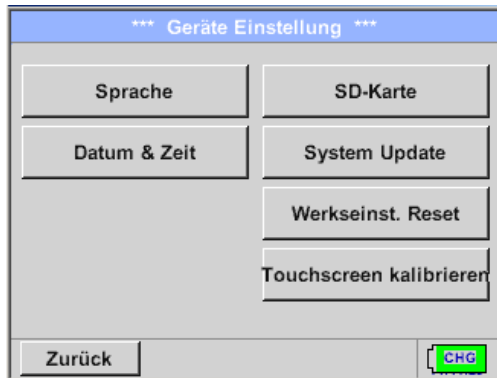 *** Geräte Einstellung ***
Sprache
SD-Karte
Datum & Zeit
System Update
Werkseinst. Reset
Touchscreen kalibrieren
Zurück
CHG